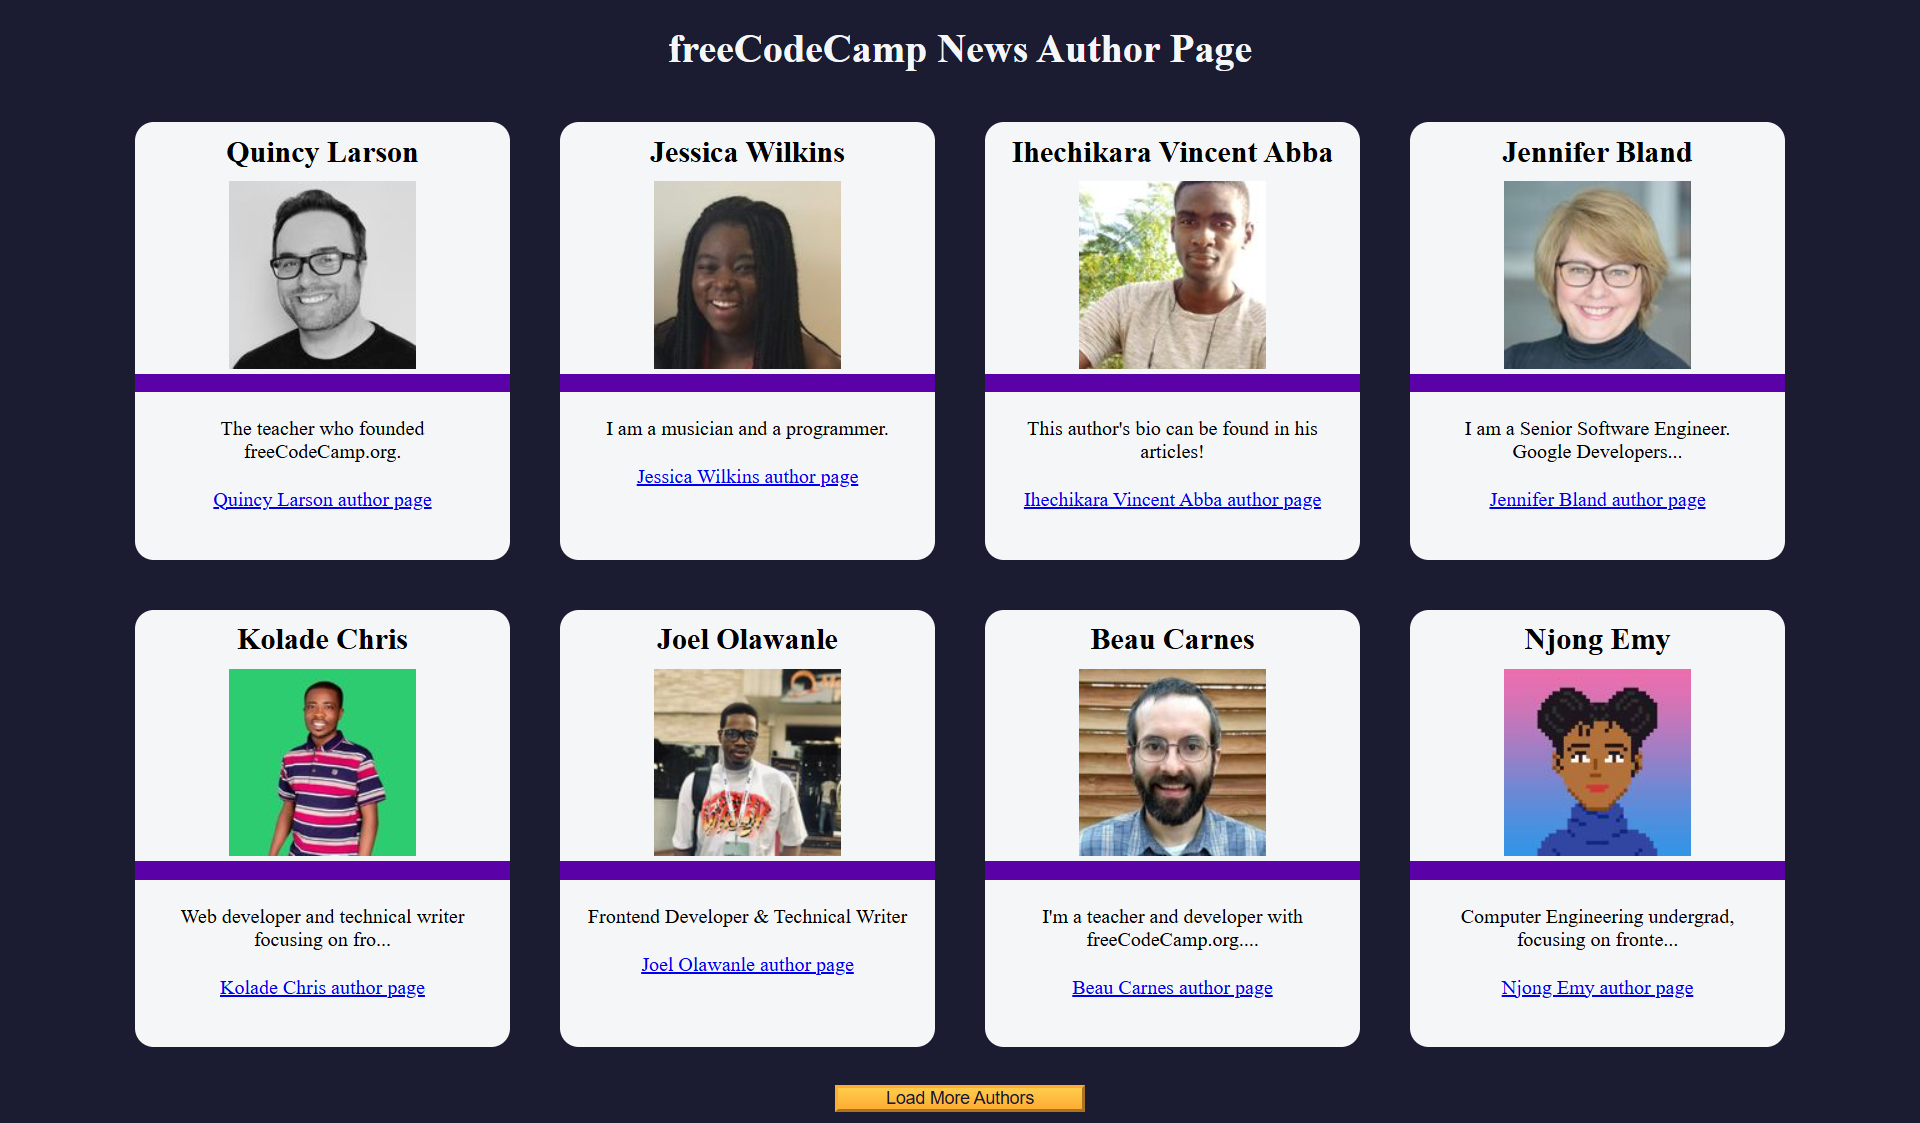 freeCodeCamp News Author Page
Quincy Larson
The teacher who founded
freeCodeCamp.org.
Quincy Larson author page
Jessica Wilkins
I am a musician and a programmer.
Jessica Wilkins author page
Ihechikara Vincent Abba
This author's bio can be found in his
articles!
Ihechikara Vincent Abba author page
Jennifer Bland
I am a Senior Software Engineer.
Google Developers...
Jennifer Bland author page
Kolade Chris
Web developer and technical writer
focusing on fro...
Kolade Chris author page
Joel Olawanle
Frontend Developer & Technical Writer
Joel Olawanle author page
Beau Carnes
I'm a teacher and developer with
freeCodeCamp.org....
Beau Carnes author page
Njong Emy
Computer Engineering undergrad,
focusing on fronte...
Njong Emy author page
Load More Authors